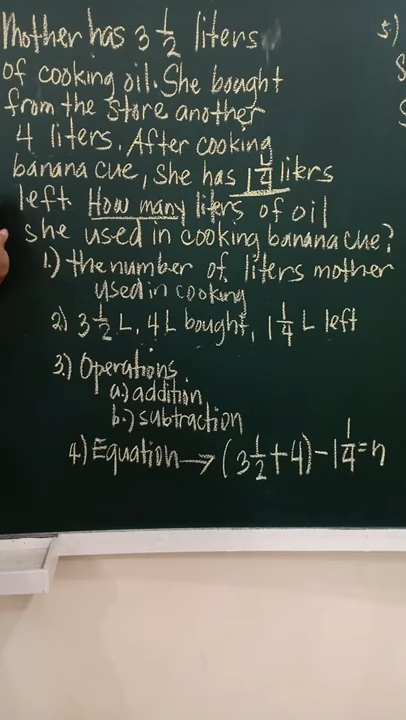 Mother has 3 1/2 liters
of cooking oil. She bought
from the store another
4 liters. After cooking
banana cue, she has 1 1/4 liters
left How many liters of oil
she used in cooking banana cue?
1.) the number of liters mother
used in cooking
2) 3 1/2 L, 4L bought, 1 1/4 L left
3.) Operations
a.) addition
b.) subtraction
4.) Equation → (3 1/2 + 4) - 1 1/4 = n
5)